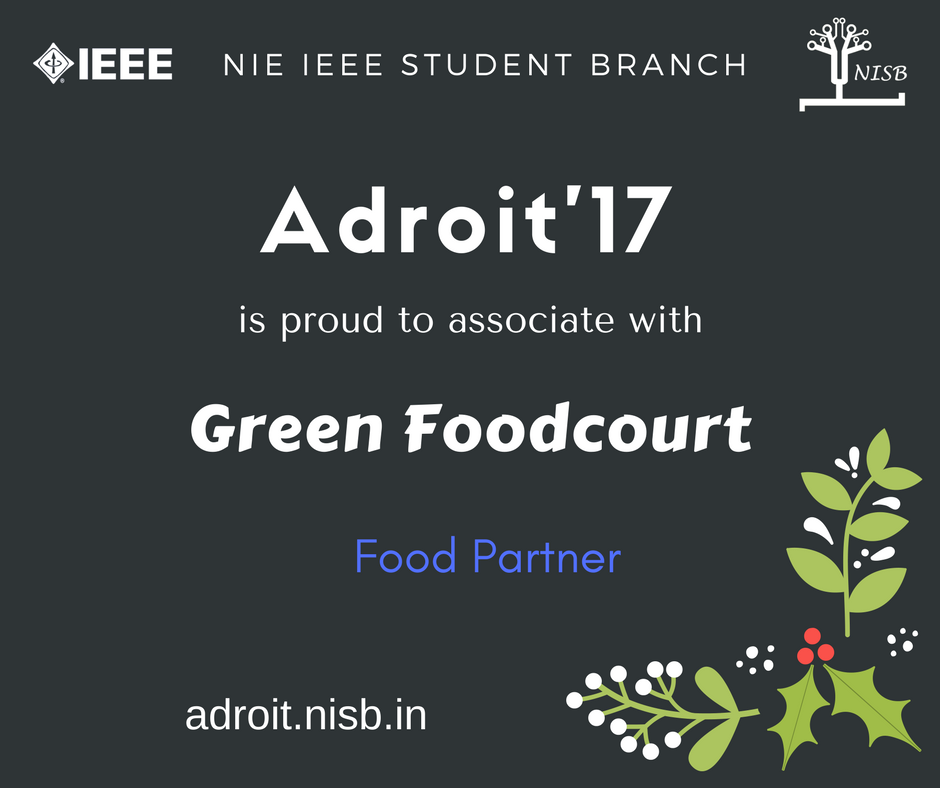 IEEE NIE IEEE STUDENT BRANCH NISB
Adroit'17
is proud to associate with
Green Foodcourt
Food Partner
adroit.nisb.in